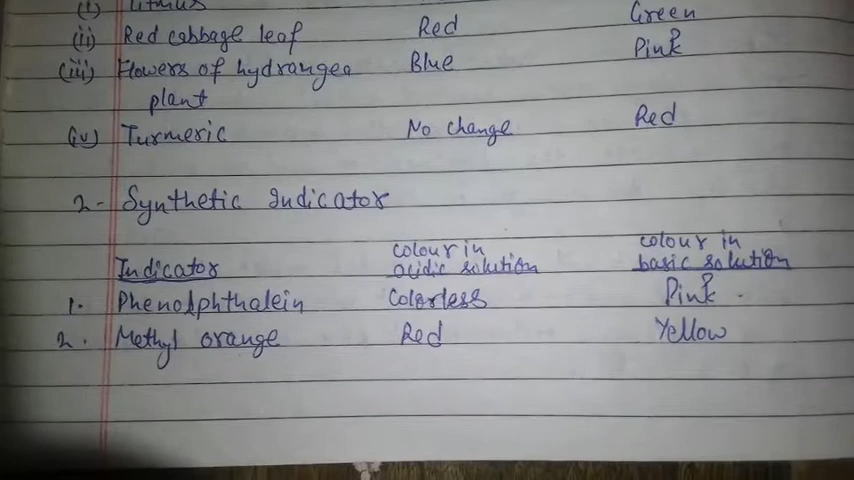 (i) Litmus
(ii) Red cabbage leaf Red Green
(iii) Flowers of hydrangea Blue Pink
plant
(iv) Turmeric No change Red
2- Synthetic Indicator
Indicator colour in acidic solution colour in basic solution
1. Phenolphthalein Colorless Pink
2. Methyl orange Red Yellow